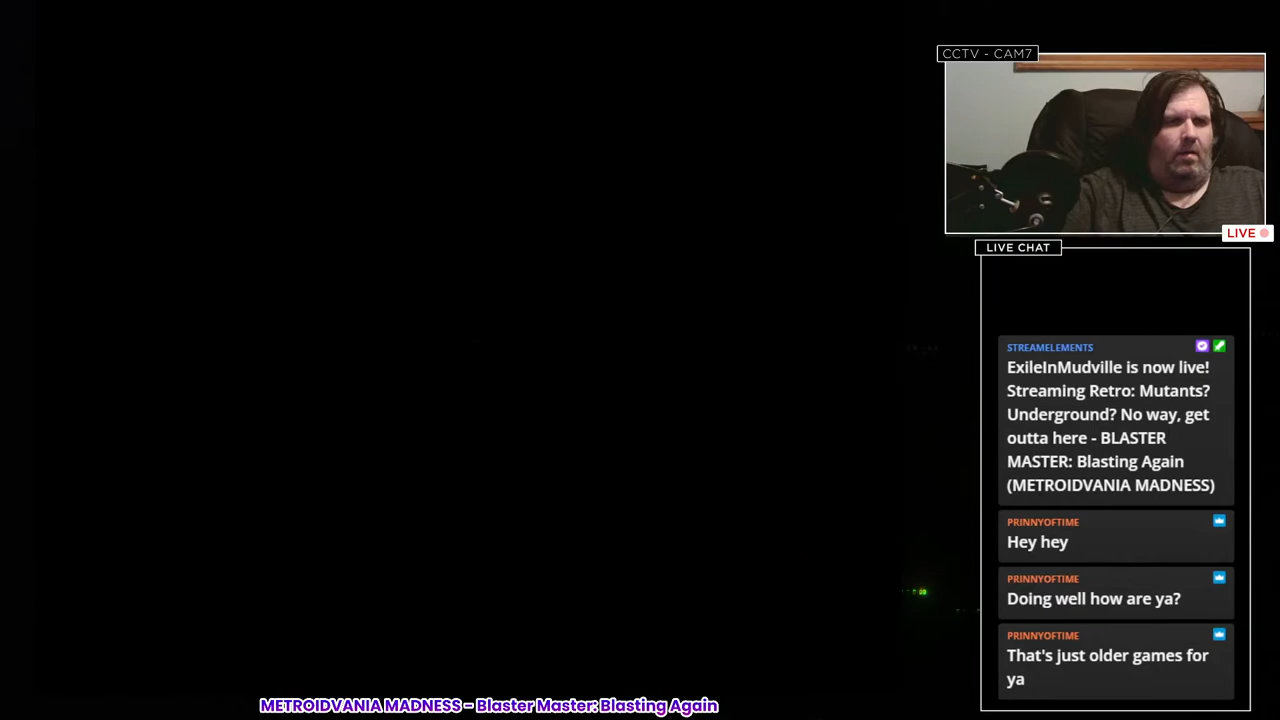 CCTV - CAM7
LIVE
LIVE CHAT
STREAMELEMENTS
ExileInMudville is now live!
Streaming Retro: Mutants?
Underground? No way, get
outta here - BLASTER
MASTER: Blasting Again
(METROIDVANIA MADNESS)
PRINNYOFTIME
Hey hey
PRINNYOFTIME
Doing well how are ya?
PRINNYOFTIME
That's just older games for
ya
METROIDVANIA MADNESS - Blaster Master: Blasting Again